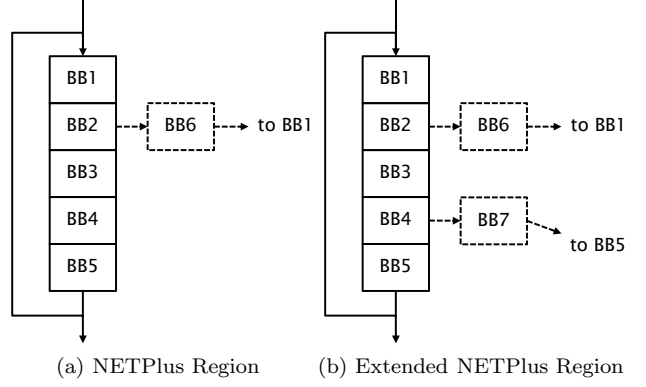 BB1
BB2
BB6
to BB1
BB3
BB4
BB5
(a) NETPlus Region
BB1
BB2
BB6
to BB1
BB3
BB4
BB7
to BB5
BB5
(b) Extended NETPlus Region